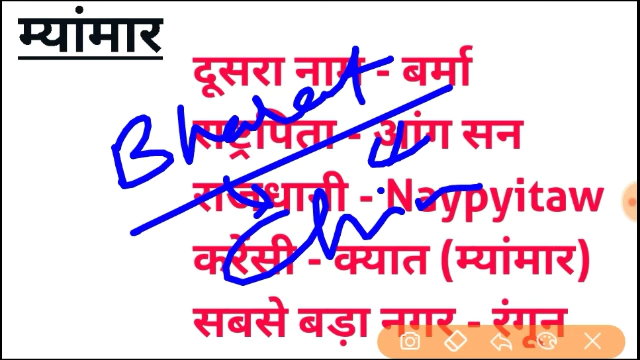 म्यांमार
दूसरा नाम - बर्मा
राष्ट्रपिता - आंग सन
राजधानी - Naypyitaw
करेंसी - क्यात (म्यांमार)
सबसे बड़ा नगर - रंगून
Bharat
Chin